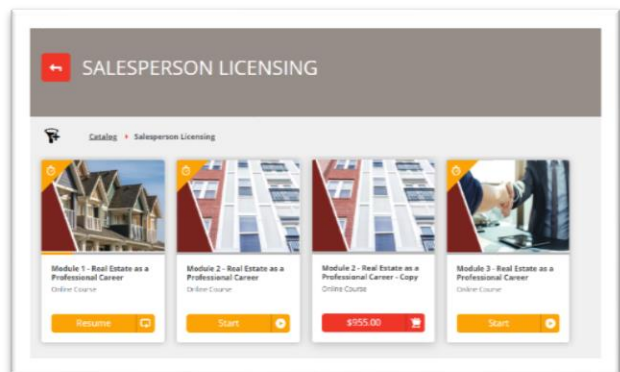 SALESPERSON LICENSING
Catalog › Salesperson Licensing
Module 1 - Real Estate as a
Professional Career
Online Course
Resume
Module 2 - Real Estate as a
Professional Career
Online Course
Start
Module 2 - Real Estate as a
Professional Career - Copy
Online Course
$955.00
Module 3 - Real Estate as a
Professional Career
Online Course
Start